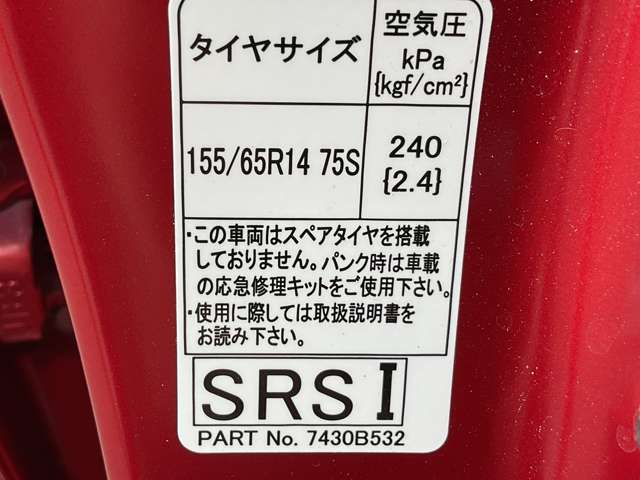 タイヤサイズ
空気圧
kPa
{kgf/cm²}
155/65R14 75S
240
{2.4}
・この車両はスペアタイヤを搭載
しておりません。パンク時は車載
の応急修理キットをご使用下さい。
・使用に際しては取扱説明書を
お読み下さい。
SRS I
PART No. 7430B532